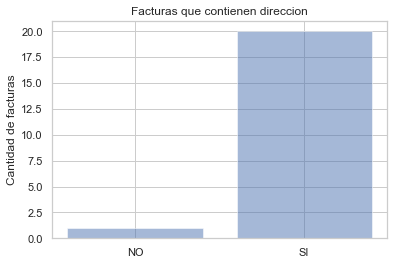 Facturas que contienen direccion
Cantidad de facturas
20.0
17.5
15.0
12.5
10.0
7.5
5.0
2.5
0.0
NO
SI